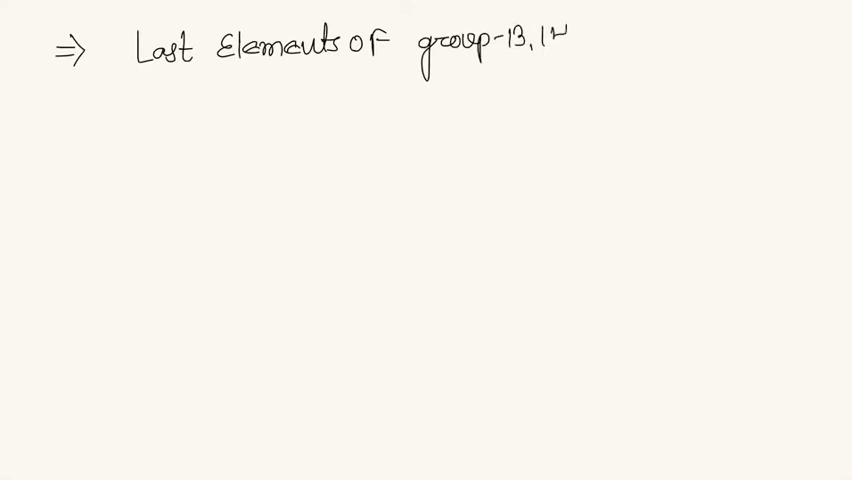 ⇒ Last Elements of group-13, 14